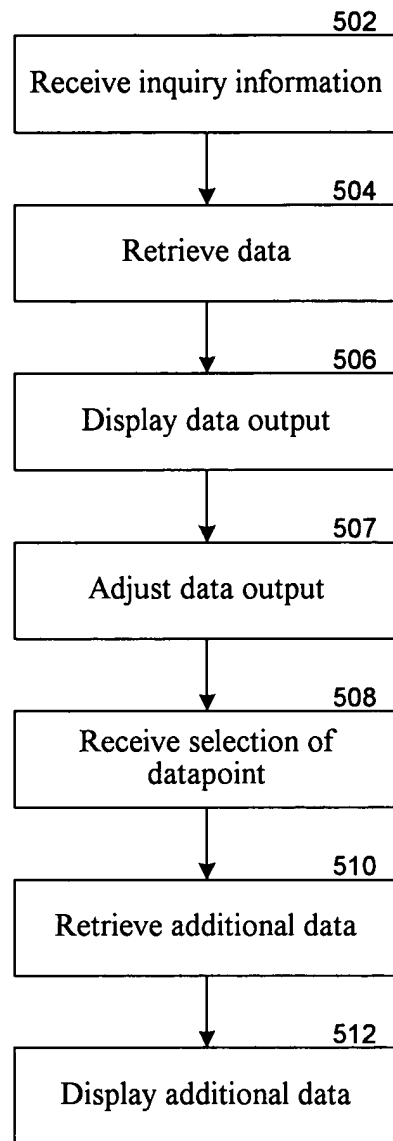 502
Receive inquiry information
504
Retrieve data
506
Display data output
507
Adjust data output
508
Receive selection of
datapoint
510
Retrieve additional data
512
Display additional data